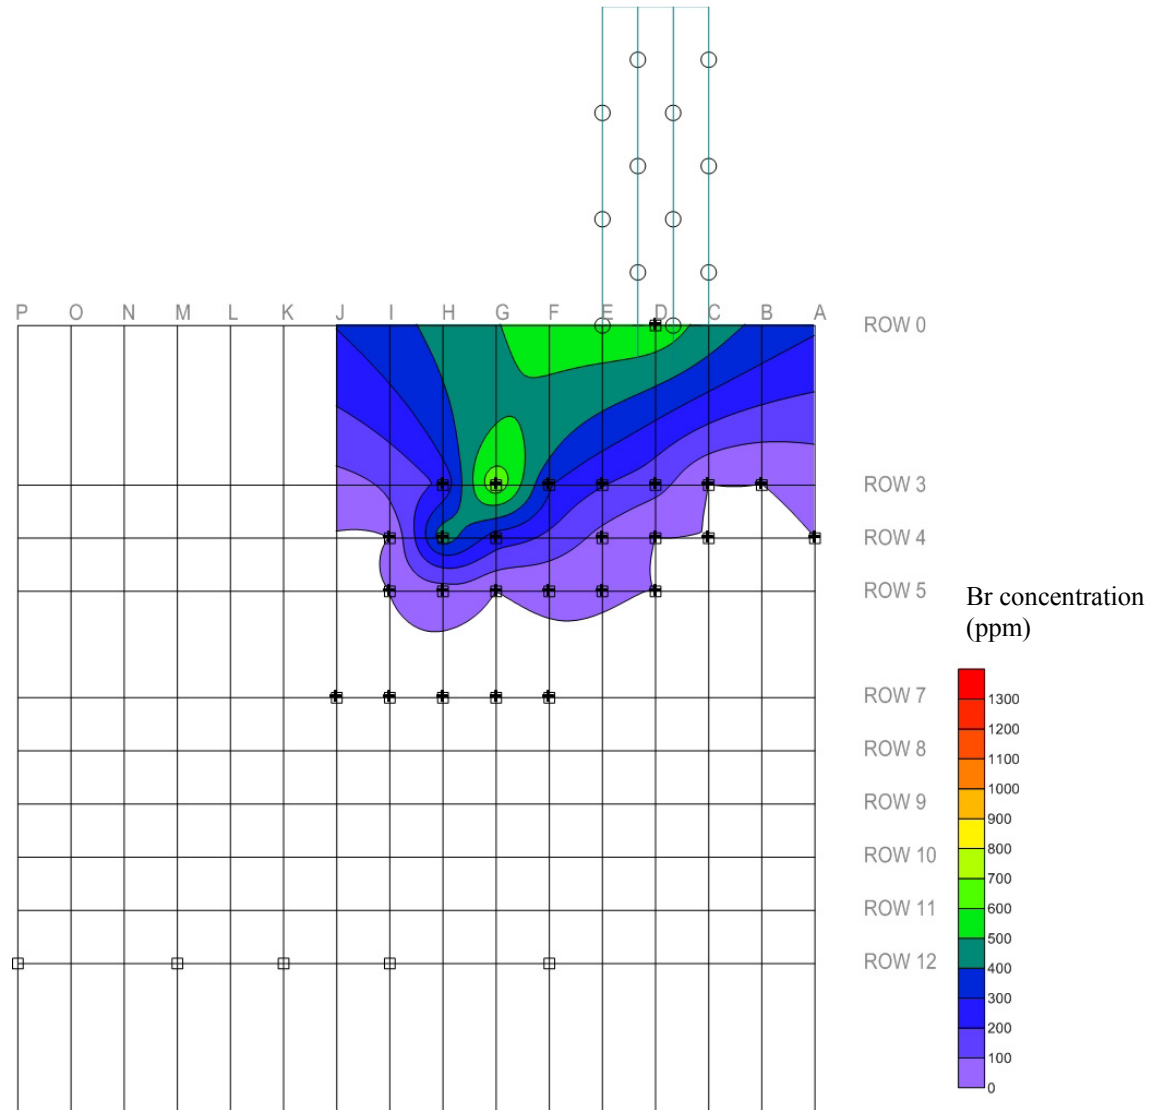 P O N M L K J I H G F E D C B A
ROW 0
ROW 3
ROW 4
ROW 5
ROW 7
ROW 8
ROW 9
ROW 10
ROW 11
ROW 12
Br concentration
(ppm)
1300
1200
1100
1000
900
800
700
600
500
400
300
200
100
0